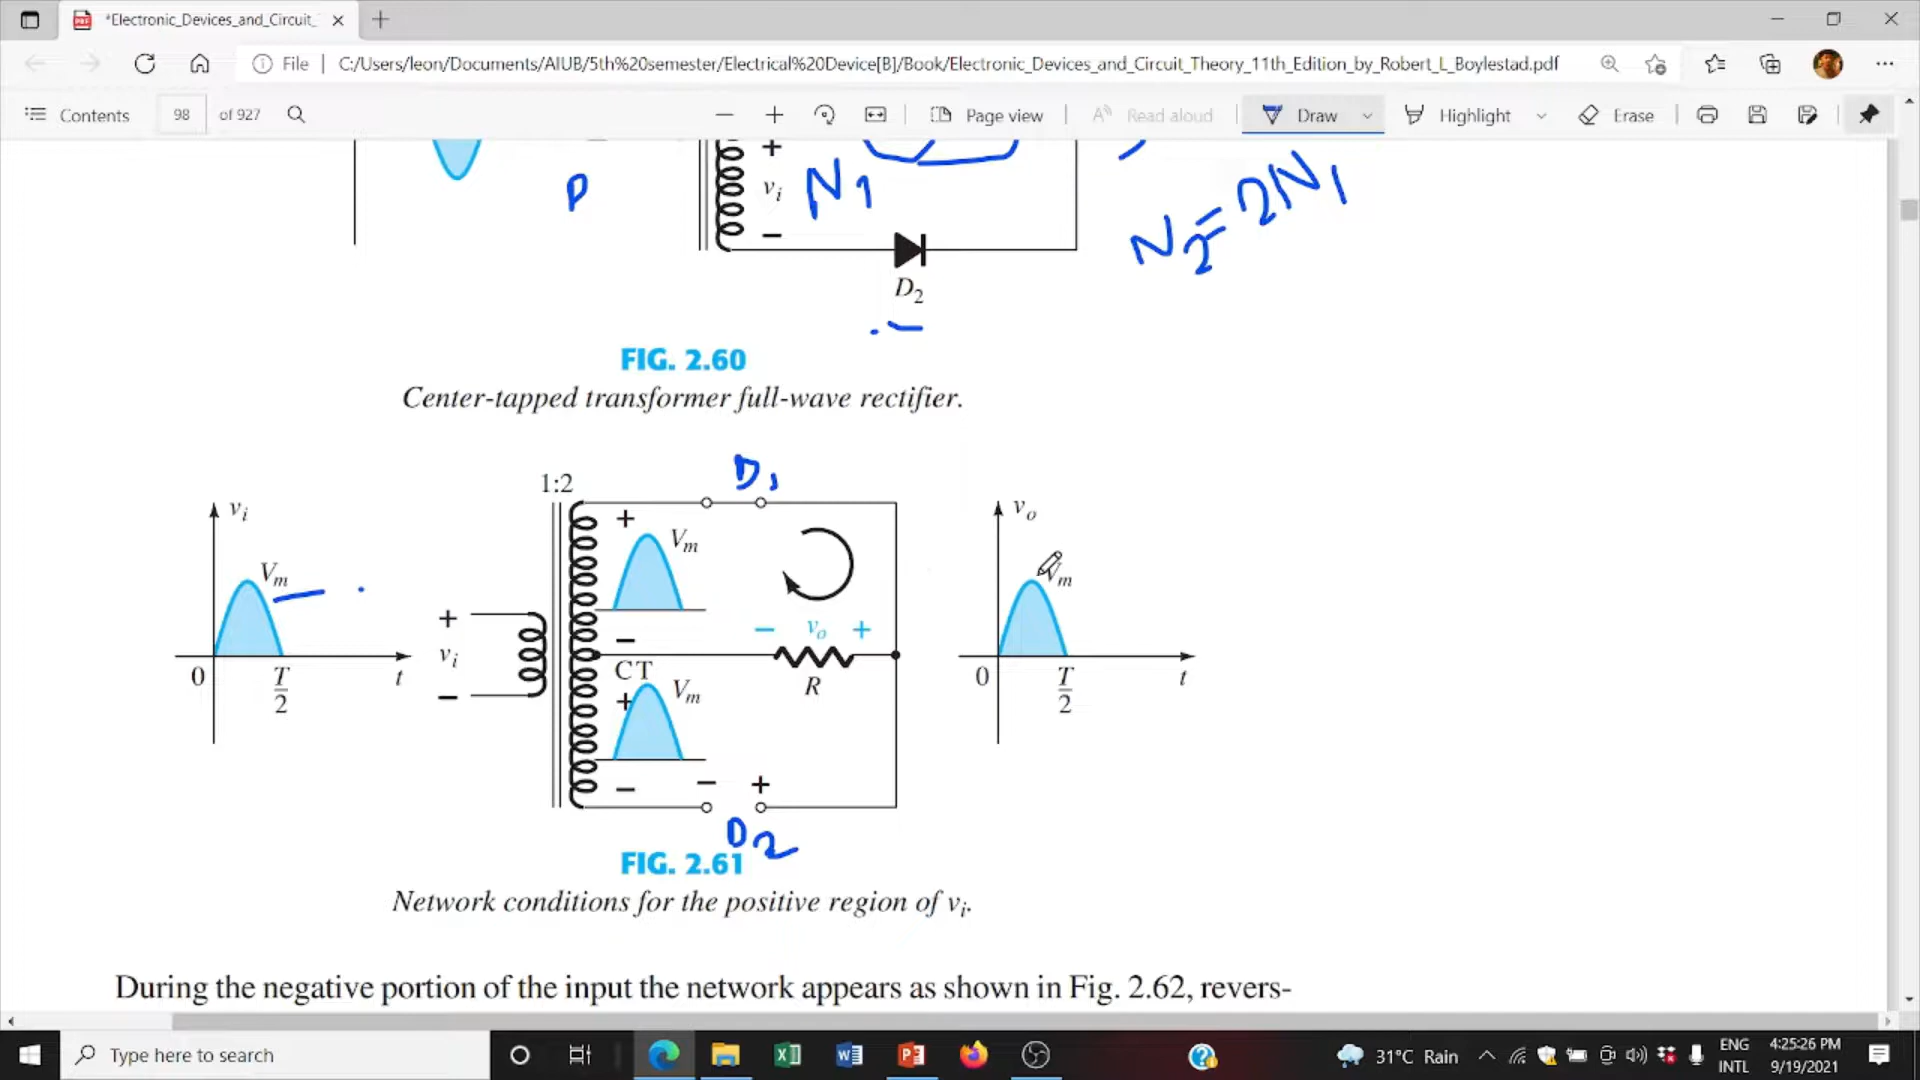 *Electronic_Devices_and_Circuit_
File
C:/Users/leon/Documents/AIUB/5th%20semester/Electrical%20Device[B]/Book/Electronic_Devices_and_Circuit_Theory_11th_Edition_by_Robert_L_Boylestad.pdf
Contents 98 of 927 Page view Read aloud Draw Highlight Erase
+
vi N1
P
−
N2 = 2N1
D2
FIG. 2.60
Center-tapped transformer full-wave rectifier.
D1
1:2
vi
Vm
0 T/2 t
+
vi
−
+ Vm
−
CT
+ Vm
−
− vo +
R
− +
D2
vo
Vm
0 T/2 t
FIG. 2.61
Network conditions for the positive region of vi.
During the negative portion of the input the network appears as shown in Fig. 2.62, revers-
Type here to search
31°C Rain
ENG
INTL
4:25:26 PM
9/19/2021